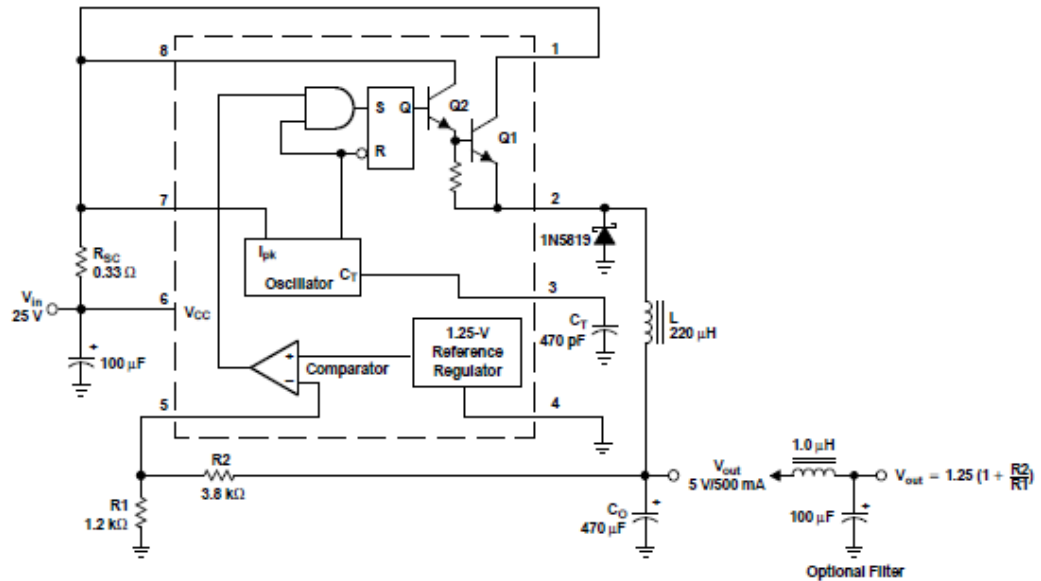 8
1
S
Q
Q2
Q1
R
7
2
1N5819
Ipk
CT
Oscillator
RSC
0.33 Ω
3
Vin
25 V
6
VCC
CT
470 pF
L
220 μH
1.25-V
Reference
Regulator
100 μF
+
+
−
Comparator
5
4
1.0 μH
R2
3.8 kΩ
Vout
5 V/500 mA
Vout = 1.25 (1 + R2/R1)
R1
1.2 kΩ
CO
470 μF
+
100 μF
+
Optional Filter